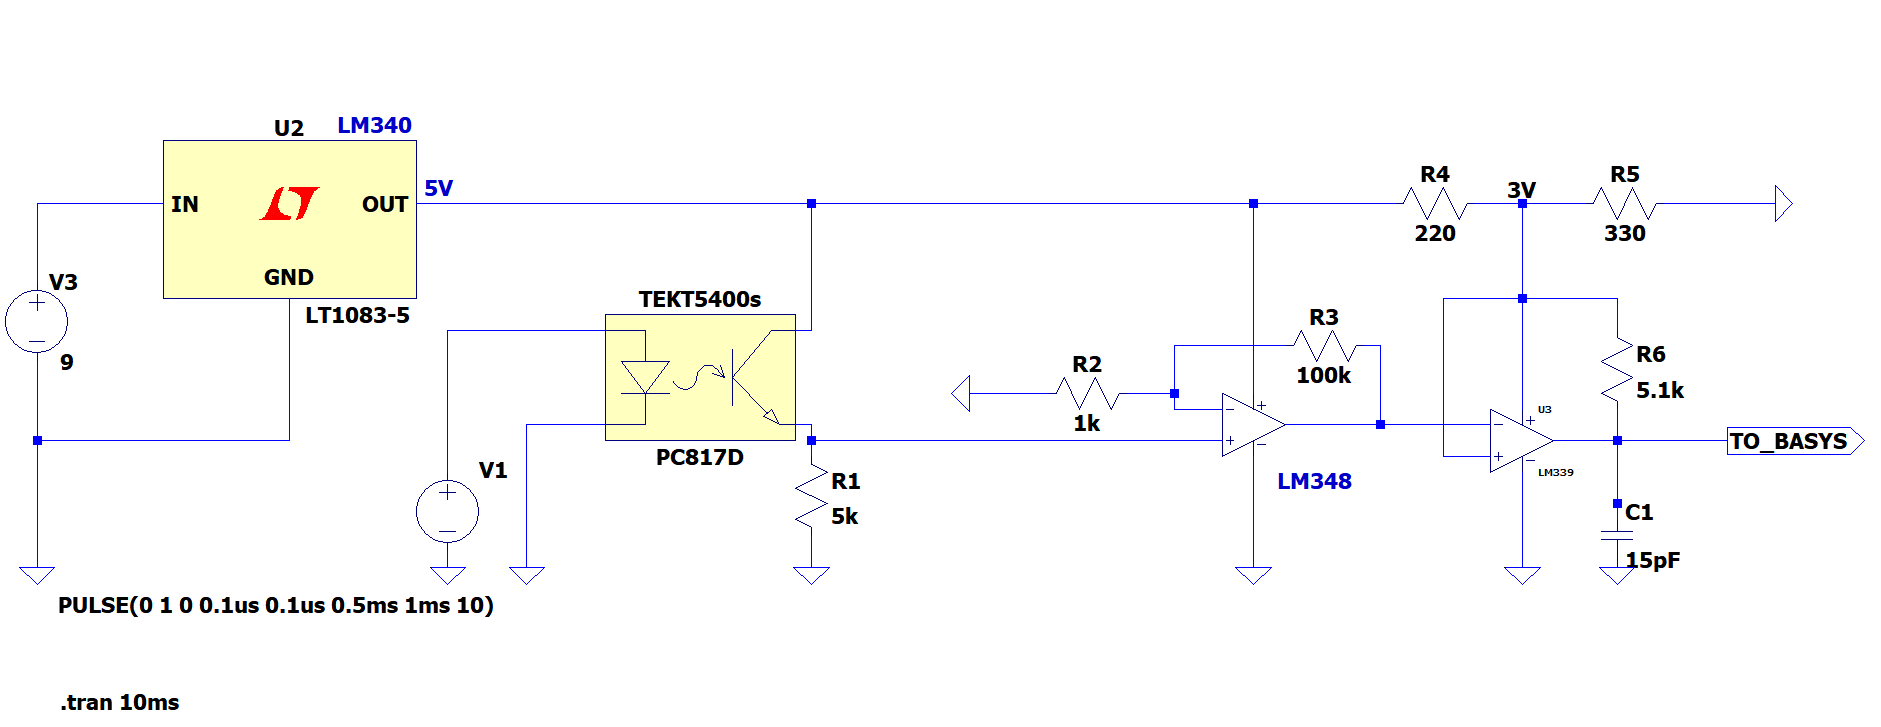 U2 LM340
IN
OUT
5V
GND
LT1083-5
V3
+
−
9
TEKT5400s
PC817D
V1
+
−
R1
5k
R2
1k
R3
100k
−
+
+
−
LM348
R4
220
3V
R5
330
U3
−
+
+
−
LM339
R6
5.1k
TO_BASYS
C1
15pF
PULSE(0 1 0 0.1us 0.1us 0.5ms 1ms 10)
.tran 10ms